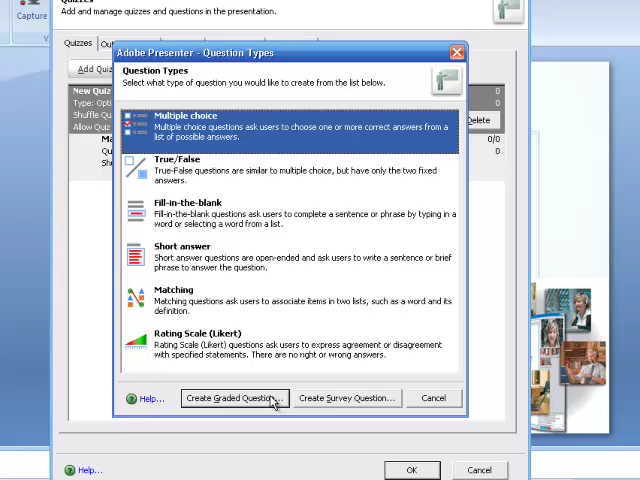 Capture
Add and manage quizzes and questions in the presentation.
Quizzes
Add Quiz
New Quiz
Type: Opti
Shuffle Qu
Allow Quiz
0
0
0
Delete
0/0
0
Adobe Presenter - Question Types
Question Types
Select what type of question you would like to create from the list below.
Multiple choice
Multiple choice questions ask users to choose one or more correct answers from a
list of possible answers.
True/False
True-False questions are similar to multiple choice, but have only the two fixed
answers.
Fill-in-the-blank
Fill-in-the-blank questions ask users to complete a sentence or phrase by typing in a
word or selecting a word from a list.
Short answer
Short answer questions are open-ended and ask users to write a sentence or brief
phrase to answer the question.
Matching
Matching questions ask users to associate items in two lists, such as a word and its
definition.
Rating Scale (Likert)
Rating Scale (Likert) questions ask users to express agreement or disagreement
with specified statements. There are no right or wrong answers.
Help...
Create Graded Question...
Create Survey Question...
Cancel
Help...
OK
Cancel